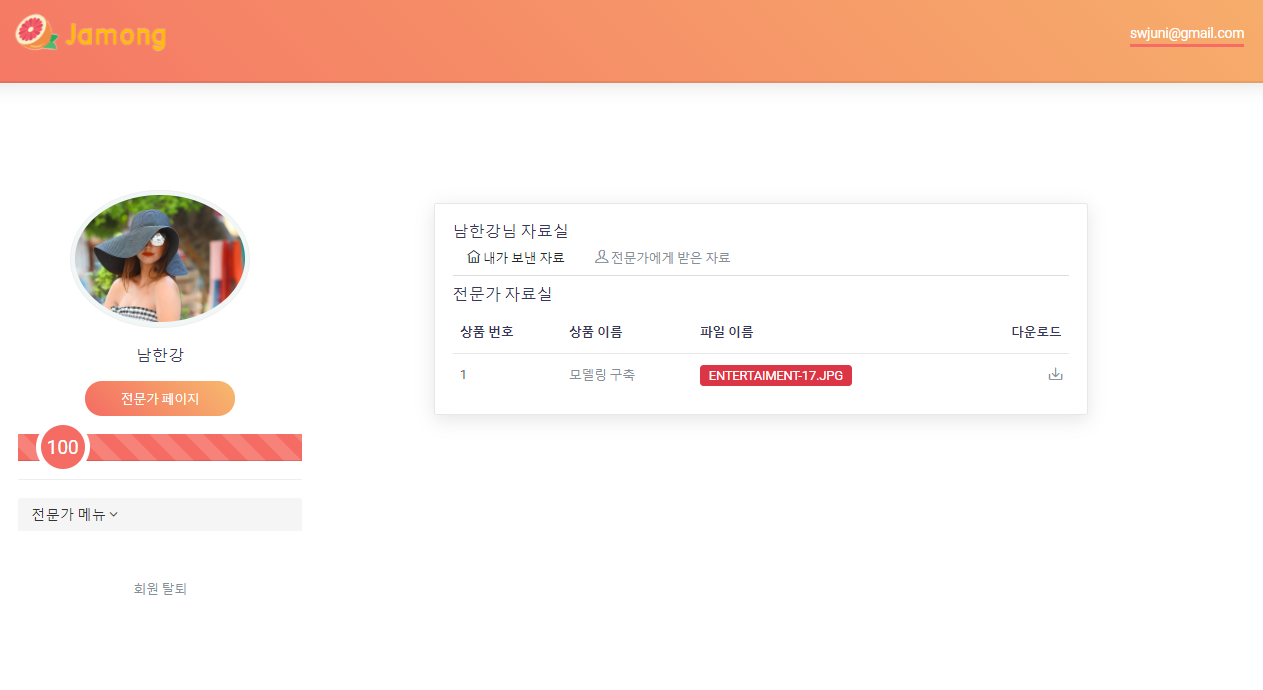 Jamong
swjuni@gmail.com
남한강
전문가 페이지
100
전문가 메뉴
회원 탈퇴
남한강님 자료실
내가 보낸 자료 전문가에게 받은 자료
전문가 자료실
상품 번호 상품 이름 파일 이름 다운로드
1 모델링 구축 ENTERTAIMENT-17.JPG